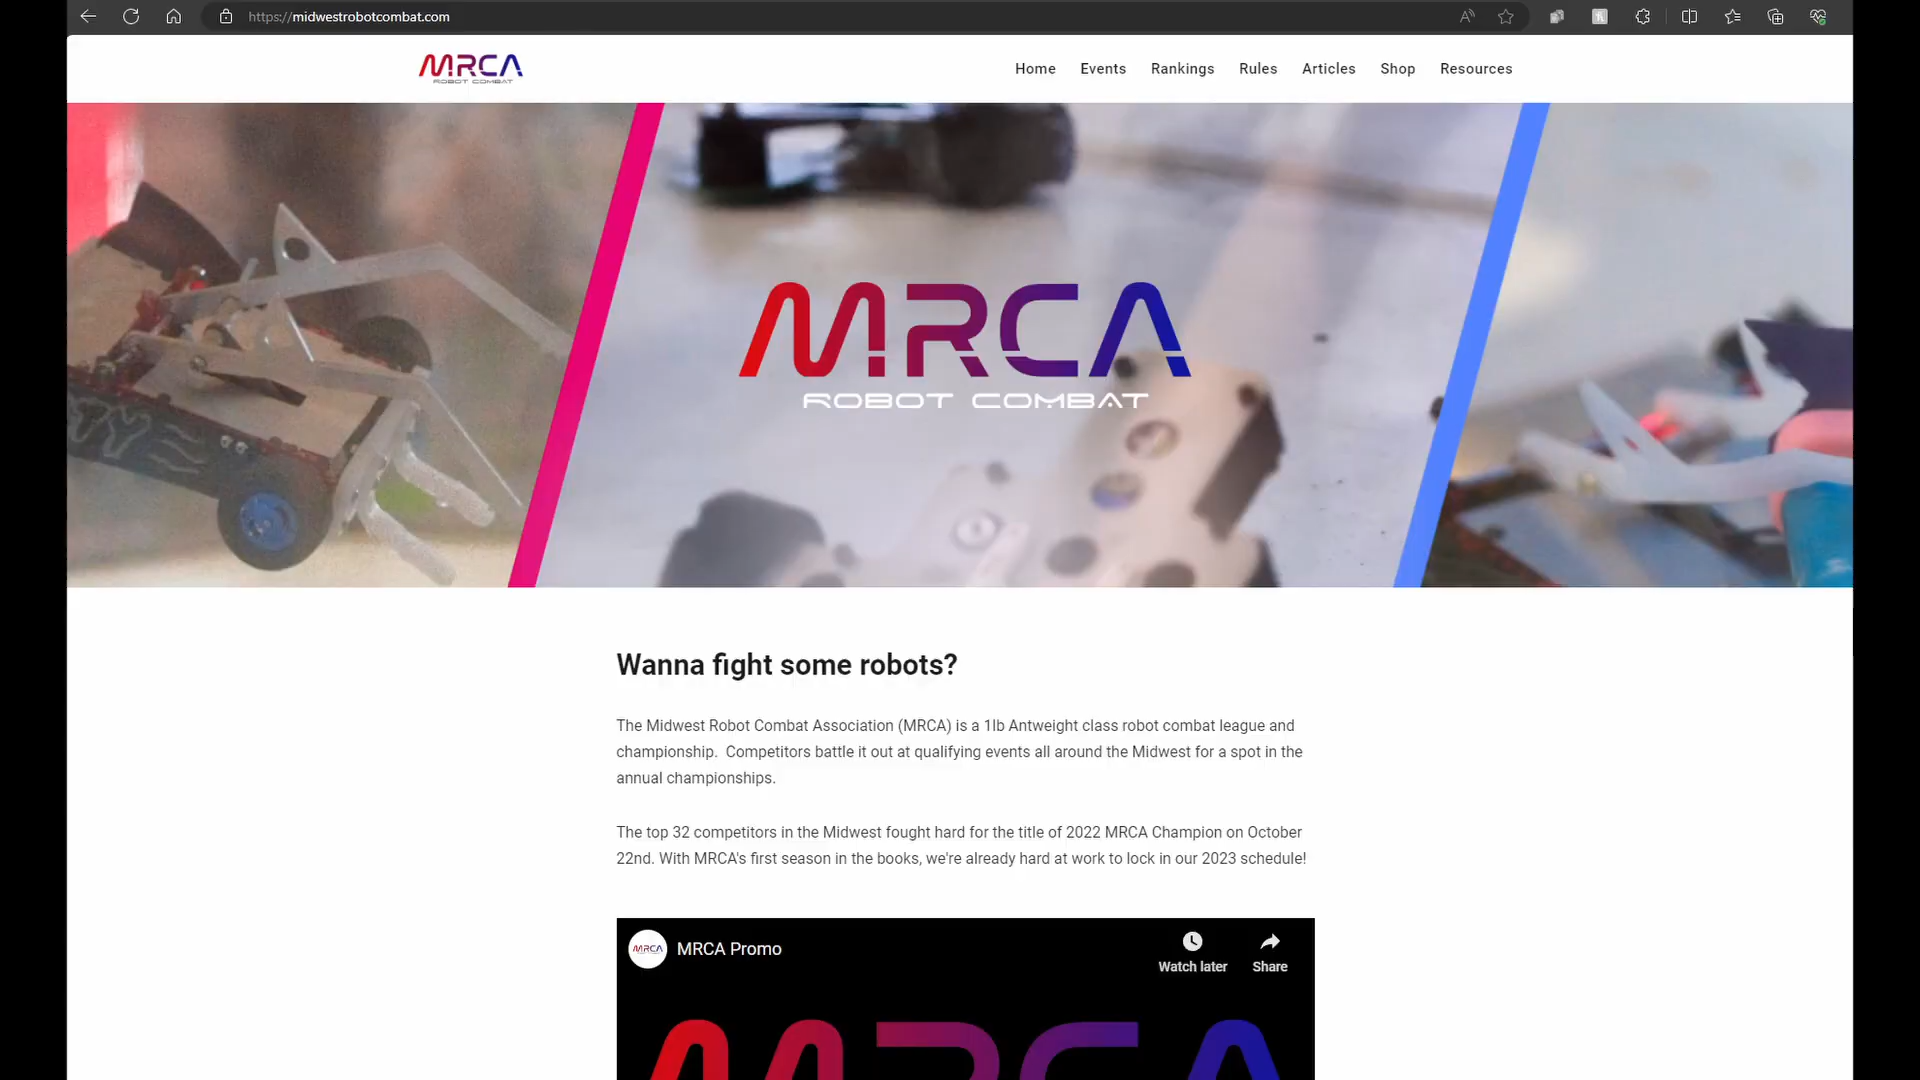 https://midwestrobotcombat.com
MRCA
ROBOT COMBAT
Home Events Rankings Rules Articles Shop Resources
MRCA
ROBOT COMBAT
Wanna fight some robots?
The Midwest Robot Combat Association (MRCA) is a 1lb Antweight class robot combat league and
championship. Competitors battle it out at qualifying events all around the Midwest for a spot in the
annual championships.
The top 32 competitors in the Midwest fought hard for the title of 2022 MRCA Champion on October
22nd. With MRCA's first season in the books, we're already hard at work to lock in our 2023 schedule!
MRCA
MRCA Promo
Watch later
Share
MRCA